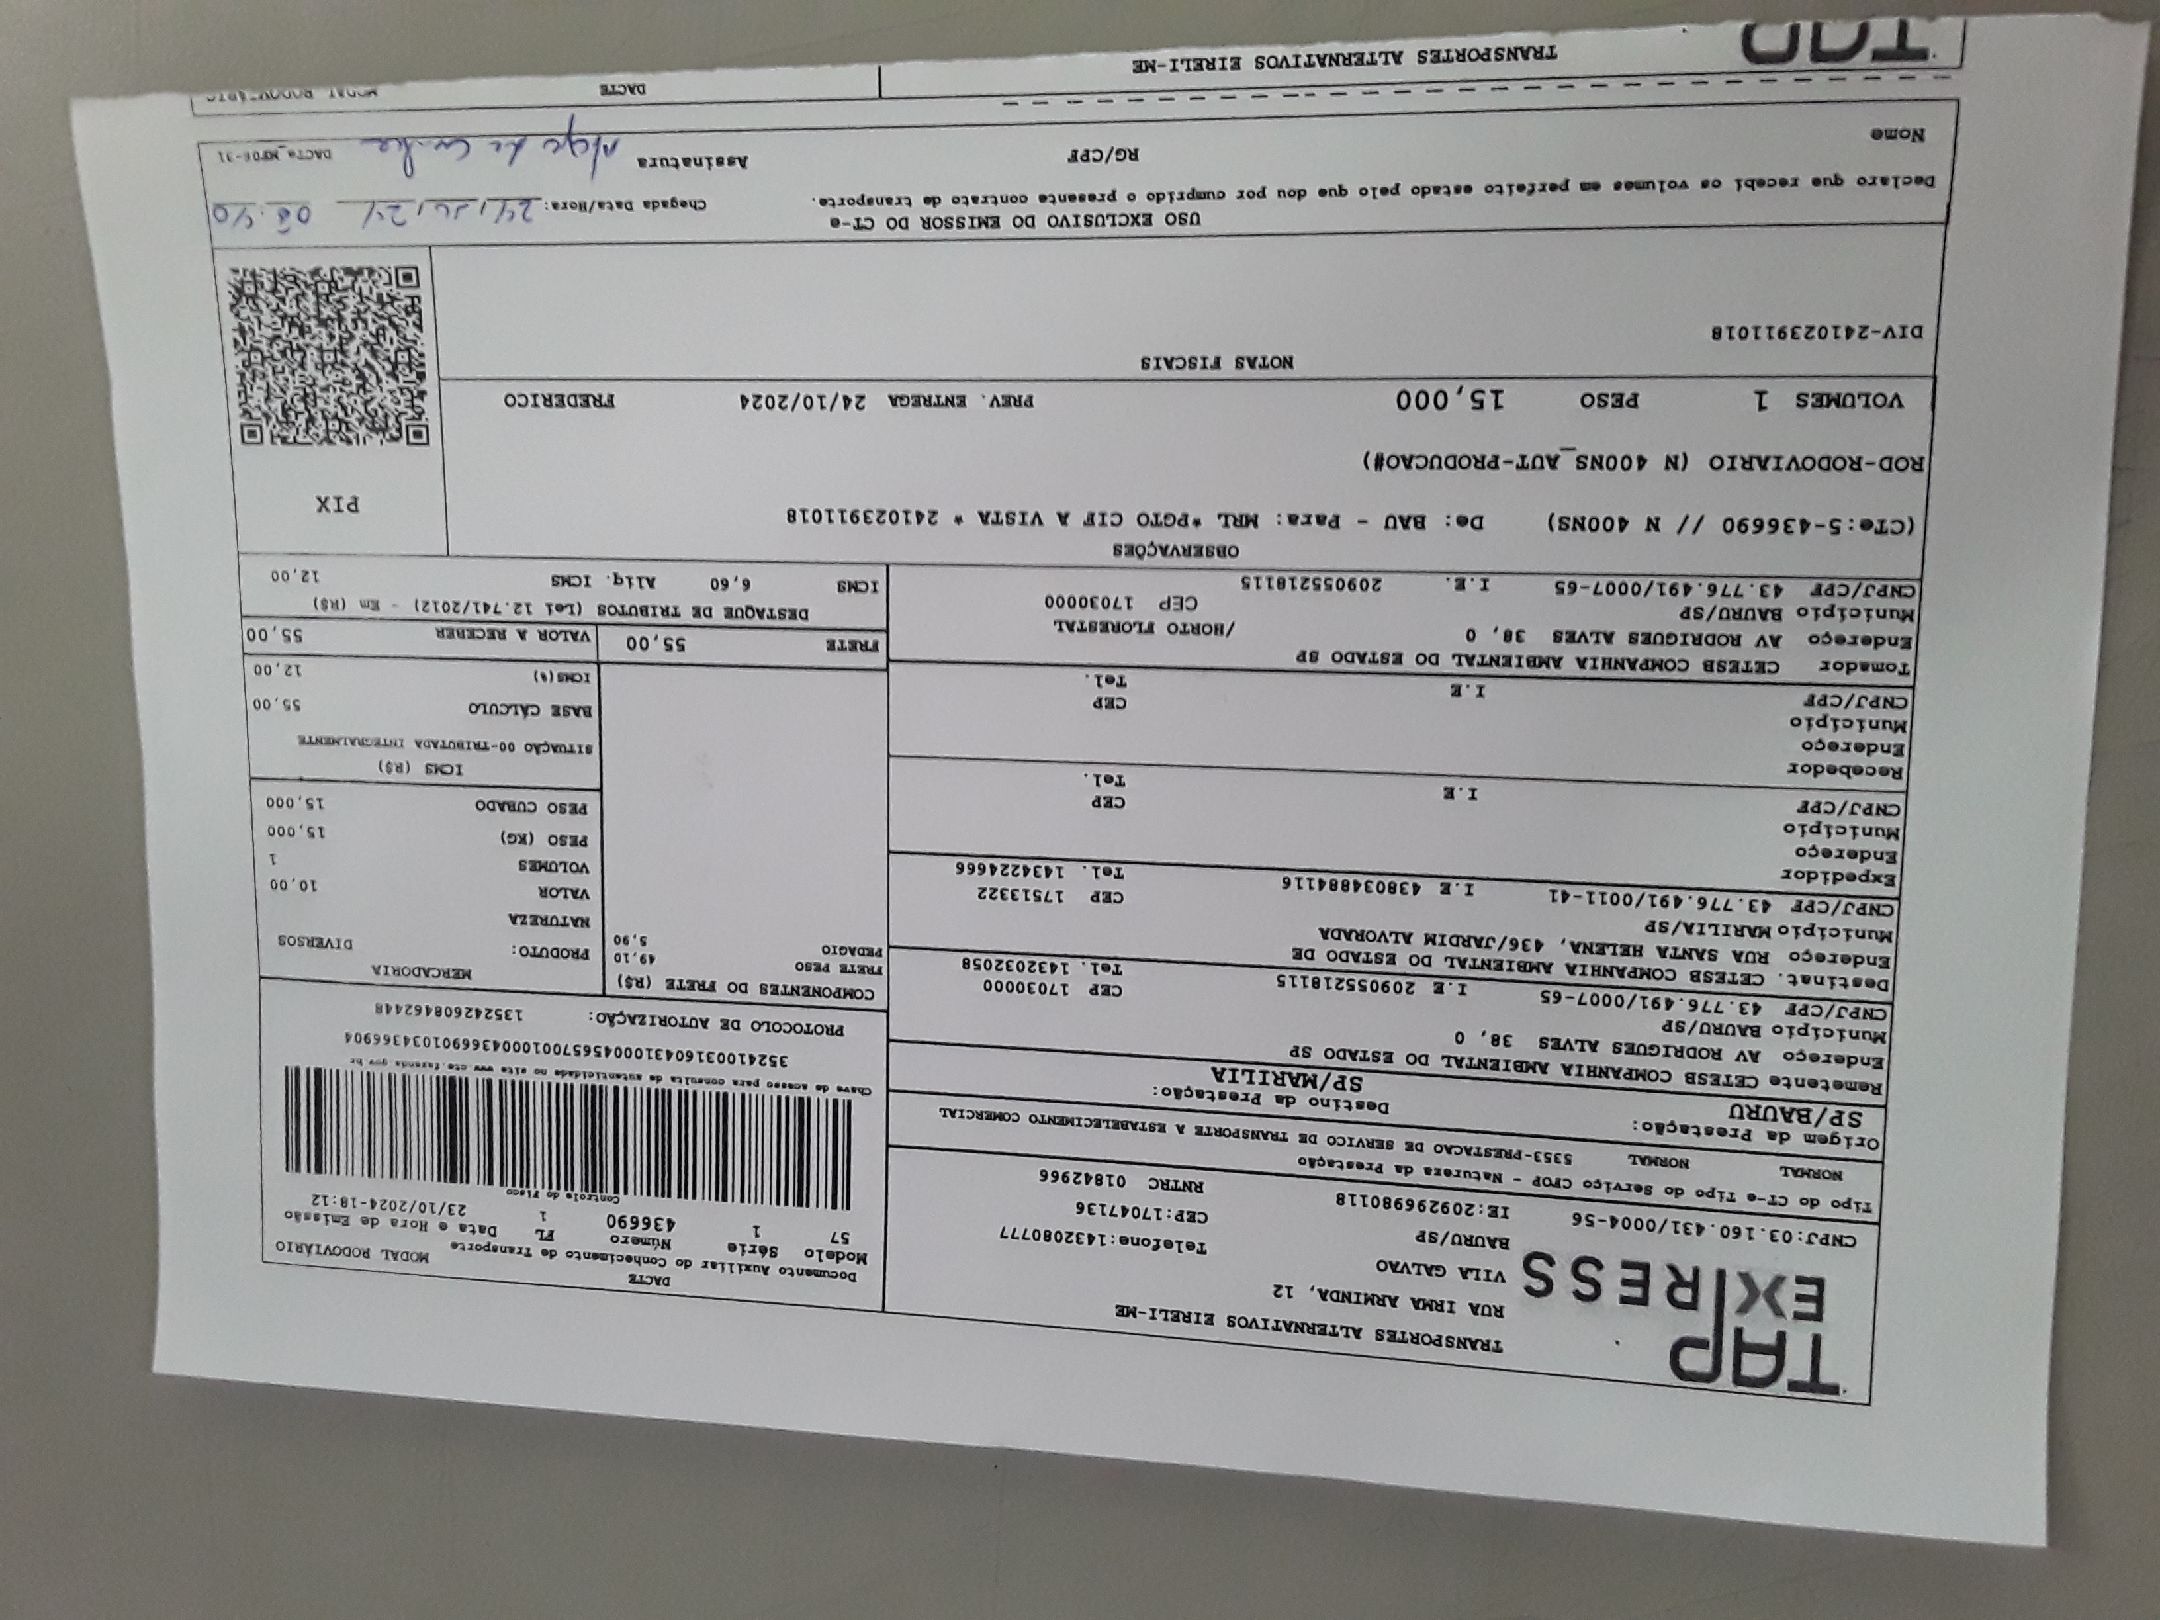 TAP
EXPRESS
TRANSPORTES ALTERNATIVOS EIRELI-ME
RUA IRMA ARMINDA, 12
VILA GALVAO
BAURU/SP
Telefone:1432080777
CEP:17047136
CNPJ:03.160.431/0004-56 IE:209296980118 RNTRC 01842966
DACTE
Documento Auxiliar do Conhecimento de Transporte MODAL RODOVIÁRIO
Modelo Série Número FL Data e Hora de Emissão
57 1 436690 1 23/10/2024-18:12
Controle do Fisco
Chave de acesso para consulta de autenticidade no site www.cte.fazenda.gov.br
35241003160431000456570010004366901034366904
PROTOCOLO DE AUTORIZAÇÃO: 135242608462448
Tipo do CT-e Tipo do Serviço CFOP - Natureza da Prestação
NORMAL NORMAL 5353-PRESTACAO DE SERVICO DE TRANSPORTE A ESTABELECIMENTO COMERCIAL
Origem da Prestação: Destino da Prestação:
SP/BAURU SP/MARILIA
Remetente CETESB COMPANHIA AMBIENTAL DO ESTADO SP
Endereço AV RODRIGUES ALVES 38, 0
Município BAURU/SP CEP 17030000
CNPJ/CPF 43.776.491/0007-65 I.E 209055218115 Tel. 1432032058
Destinat. CETESB COMPANHIA AMBIENTAL DO ESTADO DE
Endereço RUA SANTA HELENA, 436/JARDIM ALVORADA
Município MARILIA/SP CEP 17513322
CNPJ/CPF 43.776.491/0011-41 I.E 438034884116 Tel. 1434224666
Expedidor
Endereço
Município CEP
CNPJ/CPF I.E Tel.
Recebedor
Endereço
Município CEP
CNPJ/CPF I.E Tel.
Tomador CETESB COMPANHIA AMBIENTAL DO ESTADO SP
Endereço AV RODRIGUES ALVES 38, 0 /HORTO FLORESTAL
Município BAURU/SP CEP 17030000
CNPJ/CPF 43.776.491/0007-65 I.E. 209055218115
COMPONENTES DO FRETE (R$)
FRETE PESO 49,10
PEDAGIO 5,90
MERCADORIA
PRODUTO: DIVERSOS
NATUREZA
VALOR 10,00
VOLUMES 1
PESO (KG) 15,000
PESO CUBADO 15,000
ICMS (R$)
SITUAÇÃO 00-TRIBUTADA INTEGRALMENTE
BASE CÁLCULO 55,00
ICMS(%) 12,00
FRETE 55,00 VALOR A RECEBER 55,00
DESTAQUE DE TRIBUTOS (Lei 12.741/2012) - Em (R$)
ICMS 6,60 Aliq. ICMS 12,00
OBSERVAÇÕES
(CTe:5-436690 // N 400NS) De: BAU - Para: MRL *PGTO CIF A VISTA * 241023911018
ROD-RODOVIARIO (N 400NS_AUT-PRODUCAO#)
PIX
VOLUMES 1 PESO 15,000 PREV. ENTREGA 24/10/2024 FREDERICO
NOTAS FISCAIS
DIV-241023911018
USO EXCLUSIVO DO EMISSOR DO CT-e
Declaro que recebi os volumes em perfeito estado pelo que dou por cumprido o presente contrato de transporte.
Chegada Data/Hora: 24/10/24 08:40
Nome RG/CPF Assinatura
DACTe_MF06-31
TAP
TRANSPORTES ALTERNATIVOS EIRELI-ME
DACTE
MODAL RODOVIÁRIO